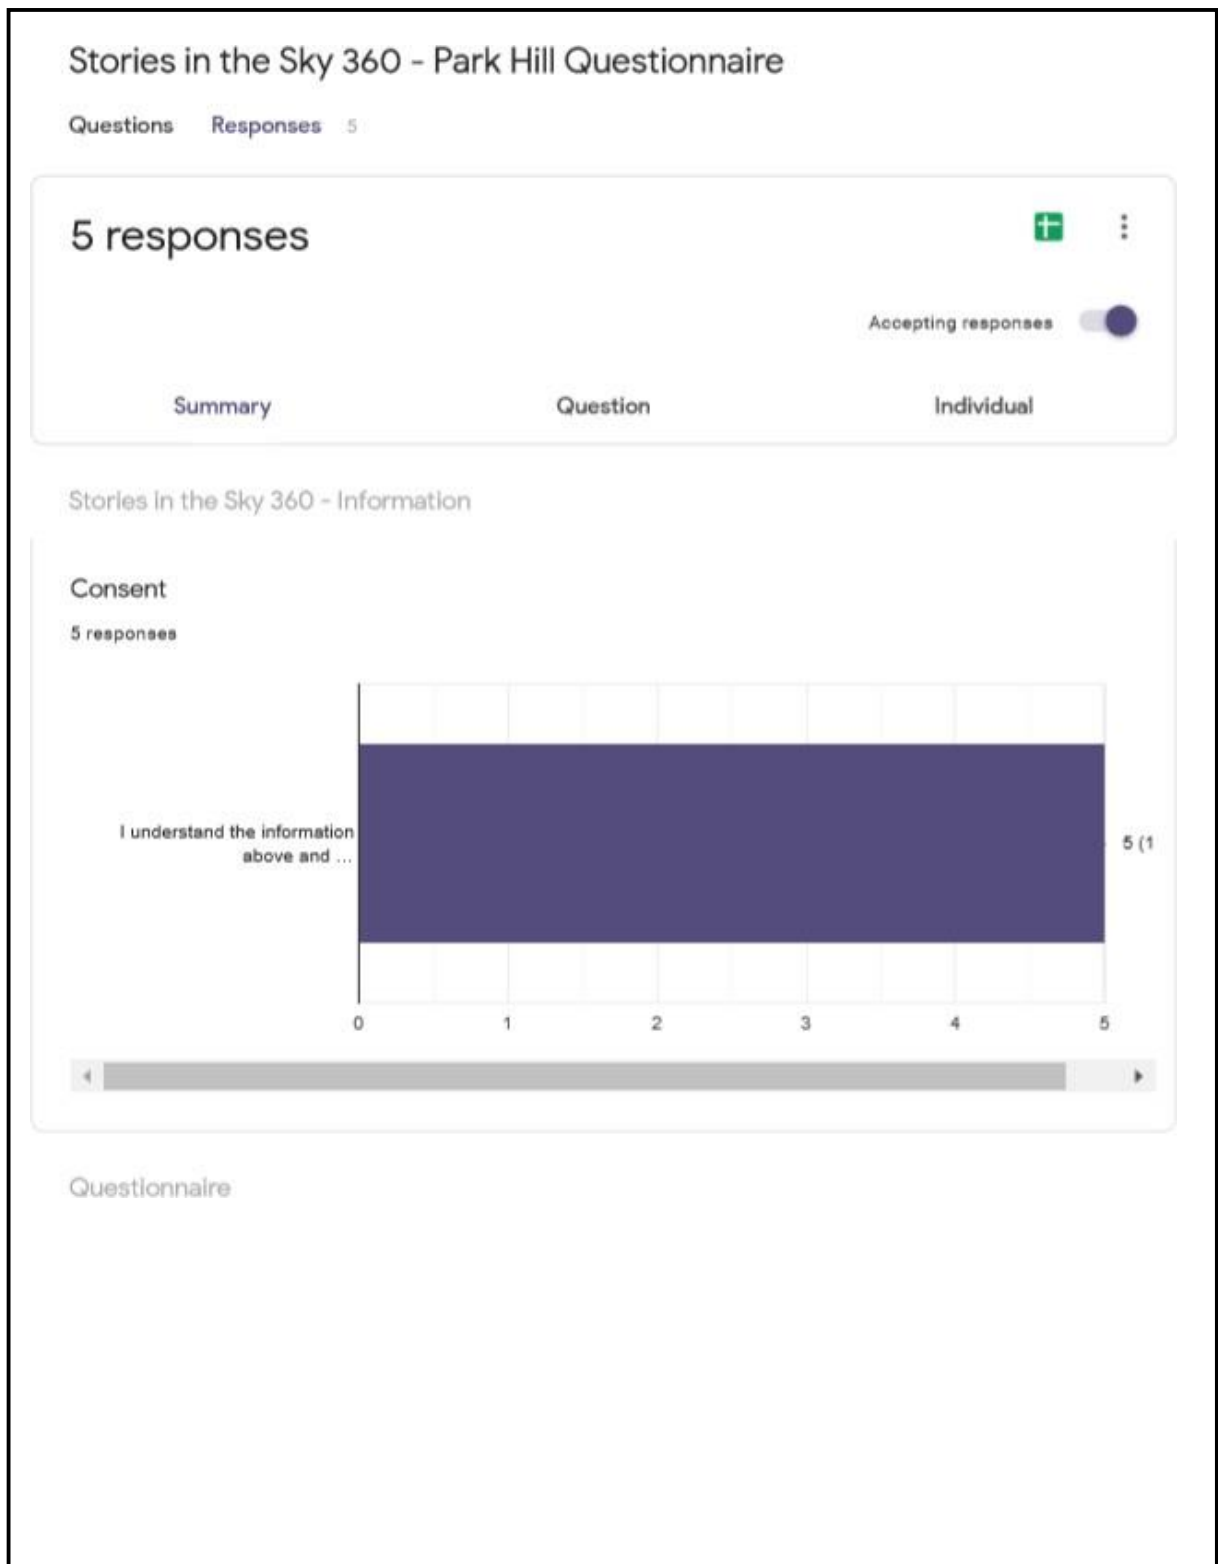 Stories in the Sky 360 - Park Hill Questionnaire
Questions Responses 5
5 responses
Accepting responses
Summary Question Individual
Stories in the Sky 360 - Information
Consent
5 responses
I understand the information
above and ...
5 (1
0 1 2 3 4 5
Questionnaire